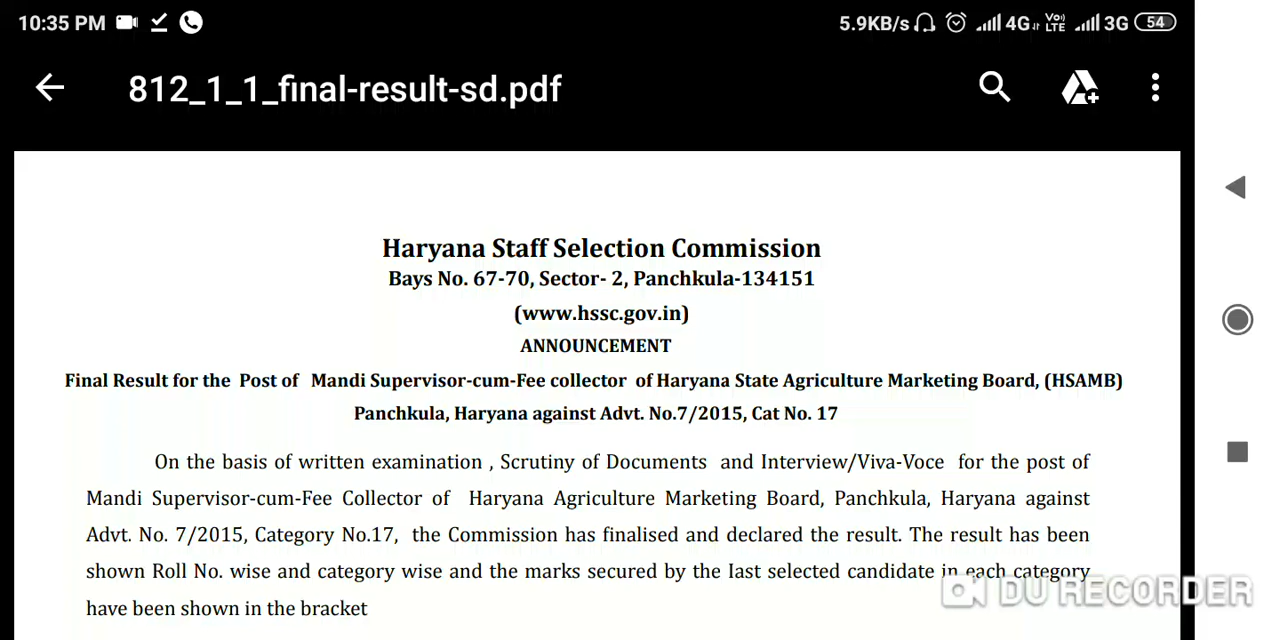 10:35 PM 5.9KB/s 4G Vo)) LTE 3G 54
812_1_1_final-result-sd.pdf
Haryana Staff Selection Commission
Bays No. 67-70, Sector- 2, Panchkula-134151
(www.hssc.gov.in)
ANNOUNCEMENT
Final Result for the Post of Mandi Supervisor-cum-Fee collector of Haryana State Agriculture Marketing Board, (HSAMB)
Panchkula, Haryana against Advt. No.7/2015, Cat No. 17
On the basis of written examination , Scrutiny of Documents and Interview/Viva-Voce for the post of
Mandi Supervisor-cum-Fee Collector of Haryana Agriculture Marketing Board, Panchkula, Haryana against
Advt. No. 7/2015, Category No.17, the Commission has finalised and declared the result. The result has been
shown Roll No. wise and category wise and the marks secured by the Iast selected candidate in each category
have been shown in the bracket
DU RECORDER